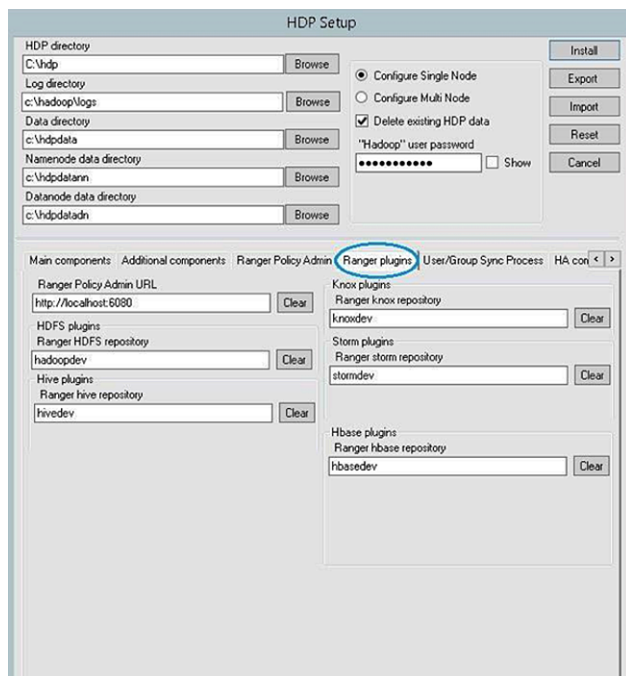 HDP Setup
HDP directory
C:\hdp
Browse
Log directory
c:\hadoop\logs
Browse
Data directory
c:\hdpdata
Browse
Namenode data directory
c:\hdpdatann
Browse
Datanode data directory
c:\hdpdatadn
Browse
Configure Single Node
Configure Multi Node
Delete existing HDP data
"Hadoop" user password
Show
Install
Export
Import
Reset
Cancel
Main components Additional components Ranger Policy Admin Ranger plugins User/Group Sync Process HA con
Ranger Policy Admin URL
http://localhost:6080
Clear
HDFS plugins
Ranger HDFS repository
hadoopdev
Clear
Hive plugins
Ranger hive repository
hivedev
Clear
Knox plugins
Ranger knox repository
knoxdev
Clear
Storm plugins
Ranger storm repository
stormdev
Clear
Hbase plugins
Ranger hbase repository
hbasedev
Clear